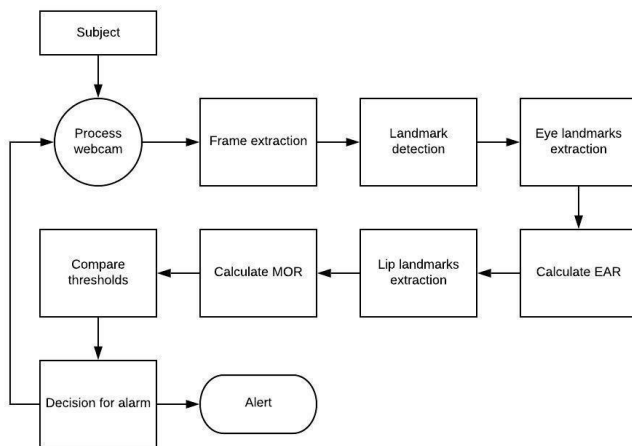 Subject
Process
webcam
Frame extraction
Landmark
detection
Eye landmarks
extraction
Calculate EAR
Lip landmarks
extraction
Calculate MOR
Compare
thresholds
Decision for alarm
Alert